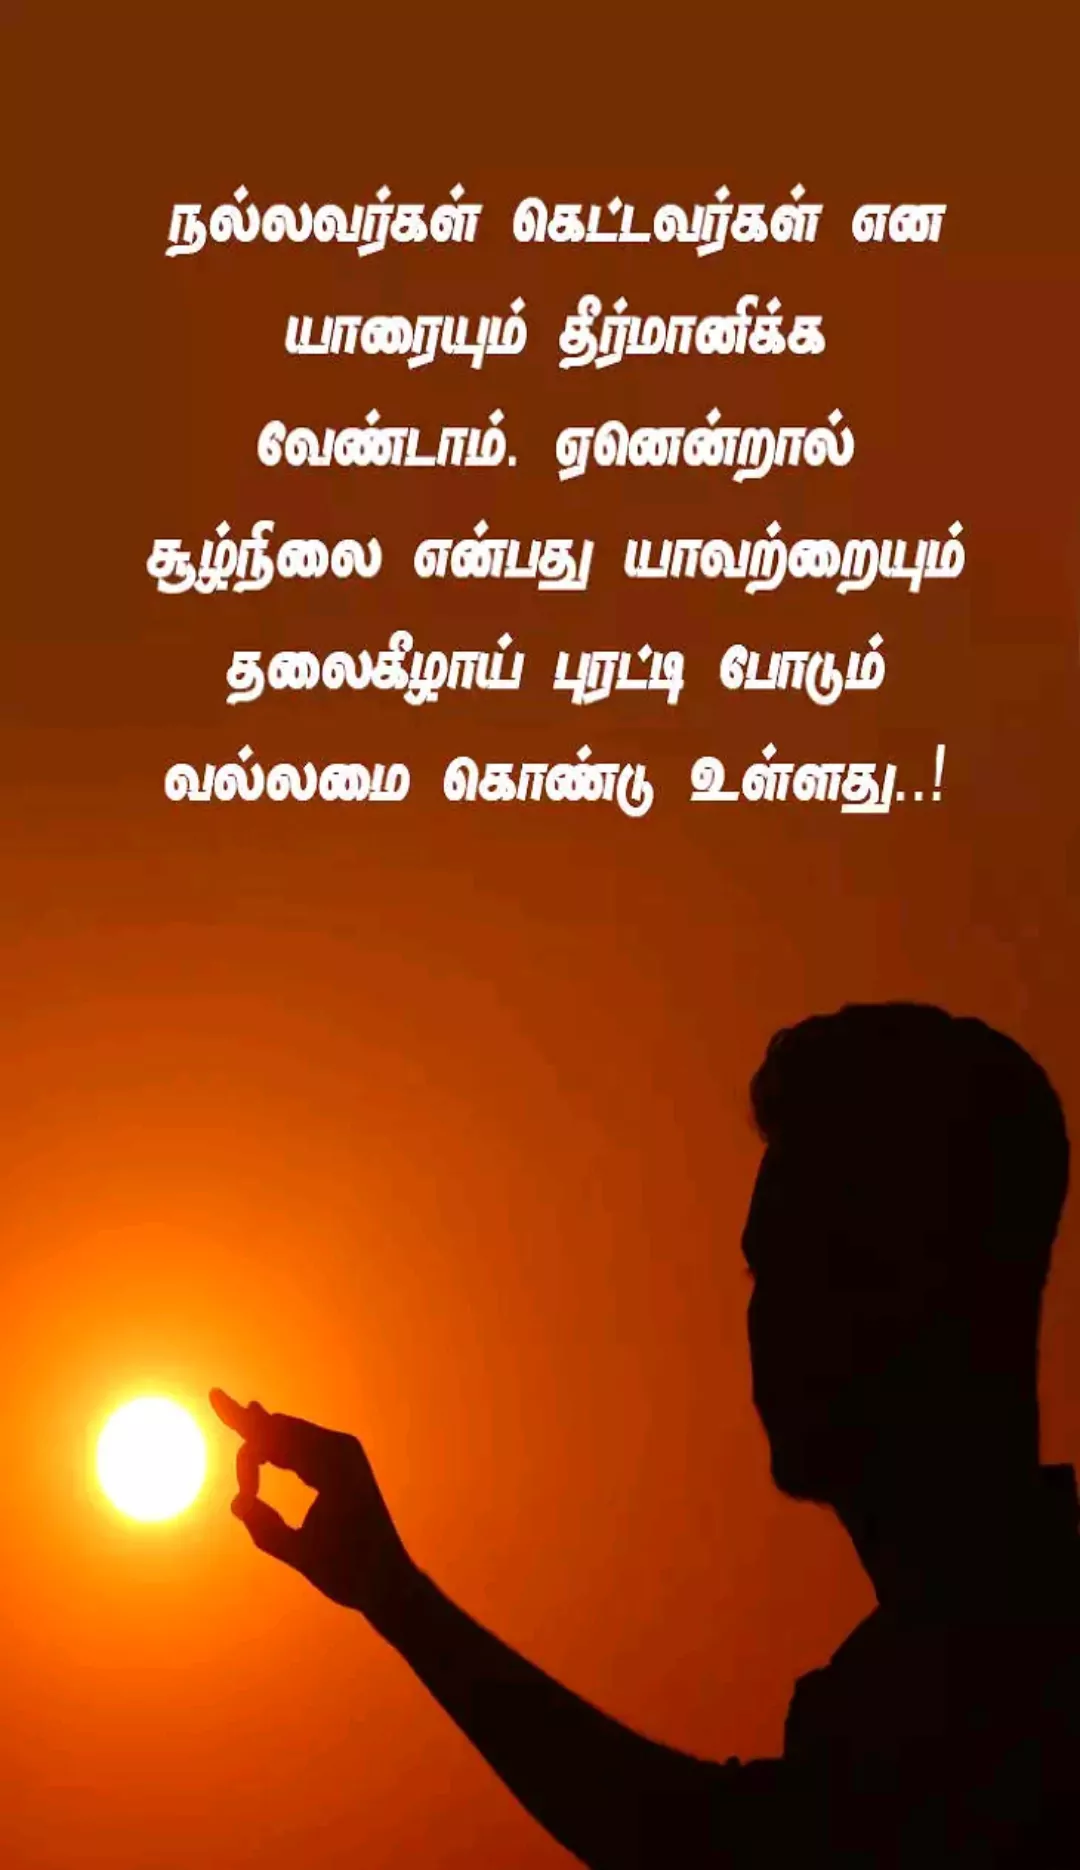 நல்லவர்கள் கெட்டவர்கள் என
யாரையும் தீர்மானிக்க
வேண்டாம். ஏனென்றால்
சூழ்நிலை என்பது யாவற்றையும்
தலைகீழாய் புரட்டி போடும்
வல்லமை கொண்டு உள்ளது..!